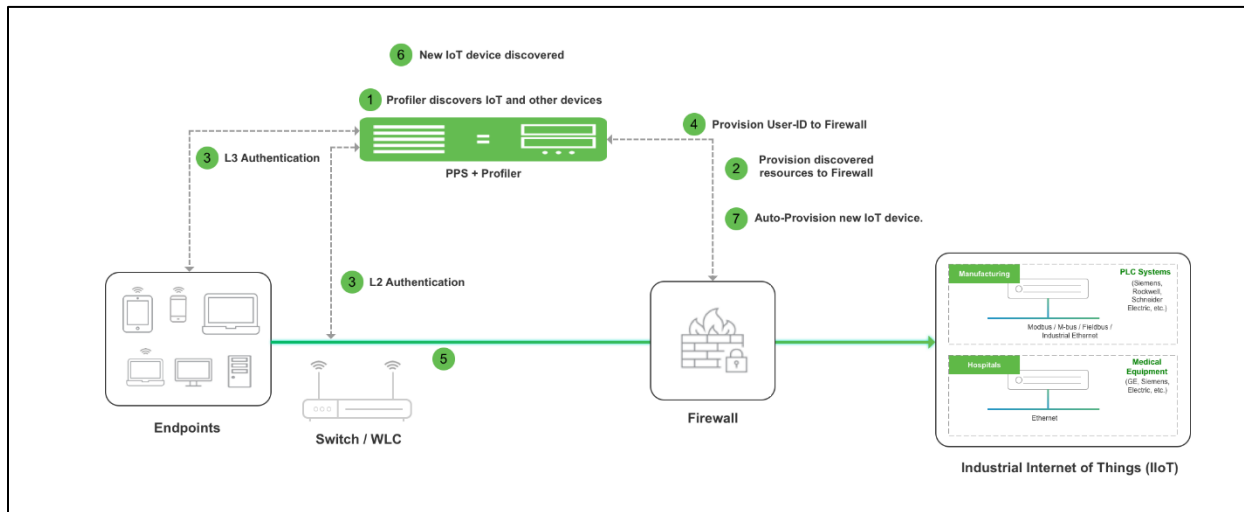 6 New IoT device discovered
1 Profiler discovers IoT and other devices
PPS + Profiler
3 L3 Authentication
4 Provision User-ID to Firewall
2 Provision discovered
resources to Firewall
7 Auto-Provision new IoT device.
3 L2 Authentication
5
Endpoints
Switch / WLC
Firewall
Manufacturing
PLC Systems
(Siemens,
Rockwell,
Schneider
Electric, etc.)
Modbus / M-bus / Fieldbus /
Industrial Ethernet
Hospitals
Medical
Equipment
(GE, Siemens,
Electric, etc.)
Ethernet
Industrial Internet of Things (IIoT)